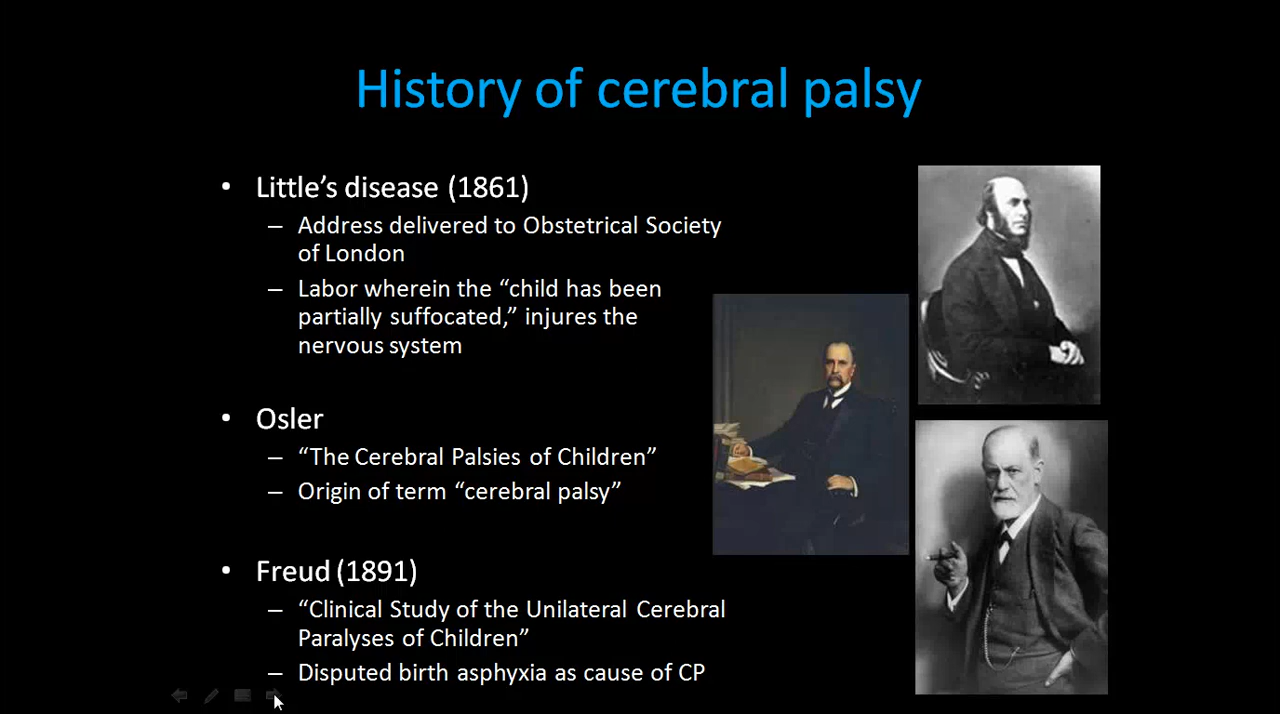 History of cerebral palsy
• Little’s disease (1861)
– Address delivered to Obstetrical Society
of London
– Labor wherein the “child has been
partially suffocated,” injures the
nervous system
• Osler
– “The Cerebral Palsies of Children”
– Origin of term “cerebral palsy”
• Freud (1891)
– “Clinical Study of the Unilateral Cerebral
Paralyses of Children”
– Disputed birth asphyxia as cause of CP